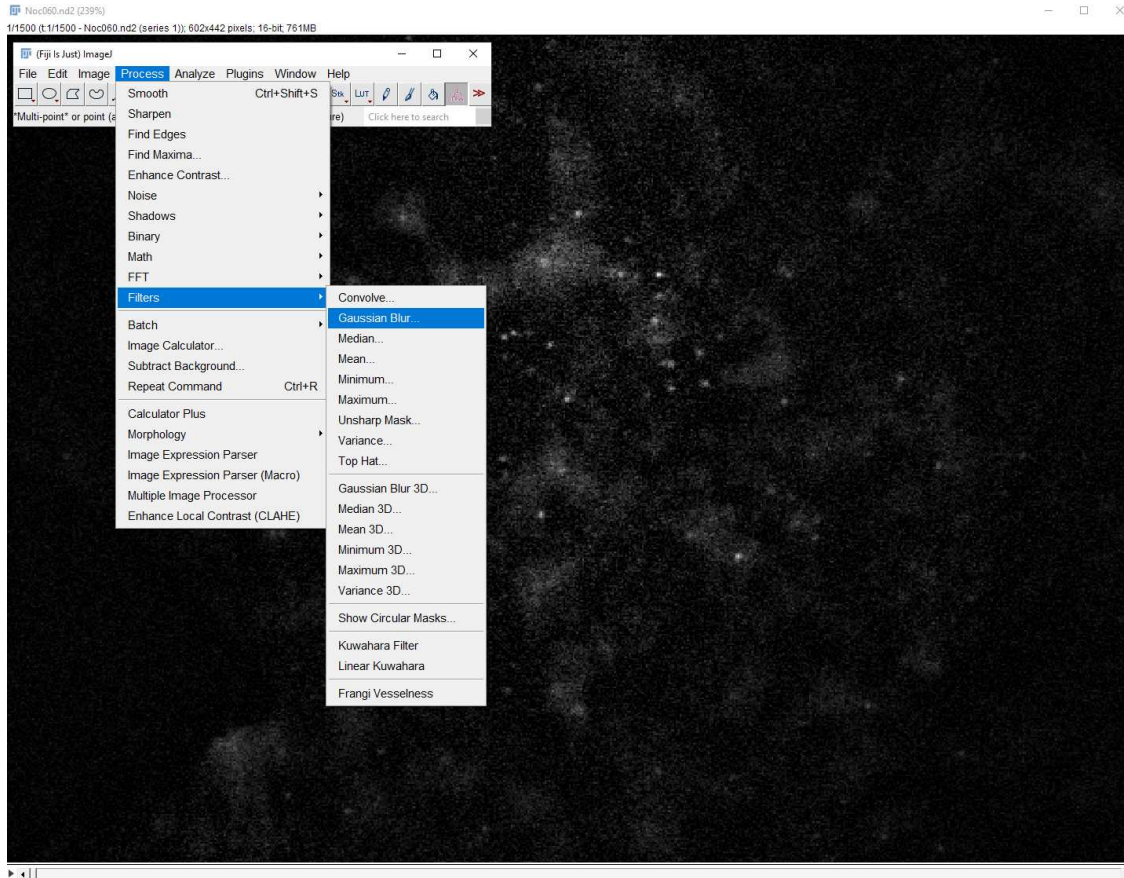 Noc060.nd2 (239%)
1/1500 (t:1/1500 - Noc060.nd2 (series 1)); 602x442 pixels; 16-bit; 761MB
(Fiji Is Just) ImageJ
File Edit Image Process Analyze Plugins Window Help
Stk LUT
*Multi-point* or point (a
re) Click here to search
Smooth Ctrl+Shift+S
Sharpen
Find Edges
Find Maxima...
Enhance Contrast...
Noise
Shadows
Binary
Math
FFT
Filters
Batch
Image Calculator...
Subtract Background...
Repeat Command Ctrl+R
Calculator Plus
Morphology
Image Expression Parser
Image Expression Parser (Macro)
Multiple Image Processor
Enhance Local Contrast (CLAHE)
Convolve...
Gaussian Blur...
Median...
Mean...
Minimum...
Maximum...
Unsharp Mask...
Variance...
Top Hat...
Gaussian Blur 3D...
Median 3D...
Mean 3D...
Minimum 3D...
Maximum 3D...
Variance 3D...
Show Circular Masks...
Kuwahara Filter
Linear Kuwahara
Frangi Vesselness